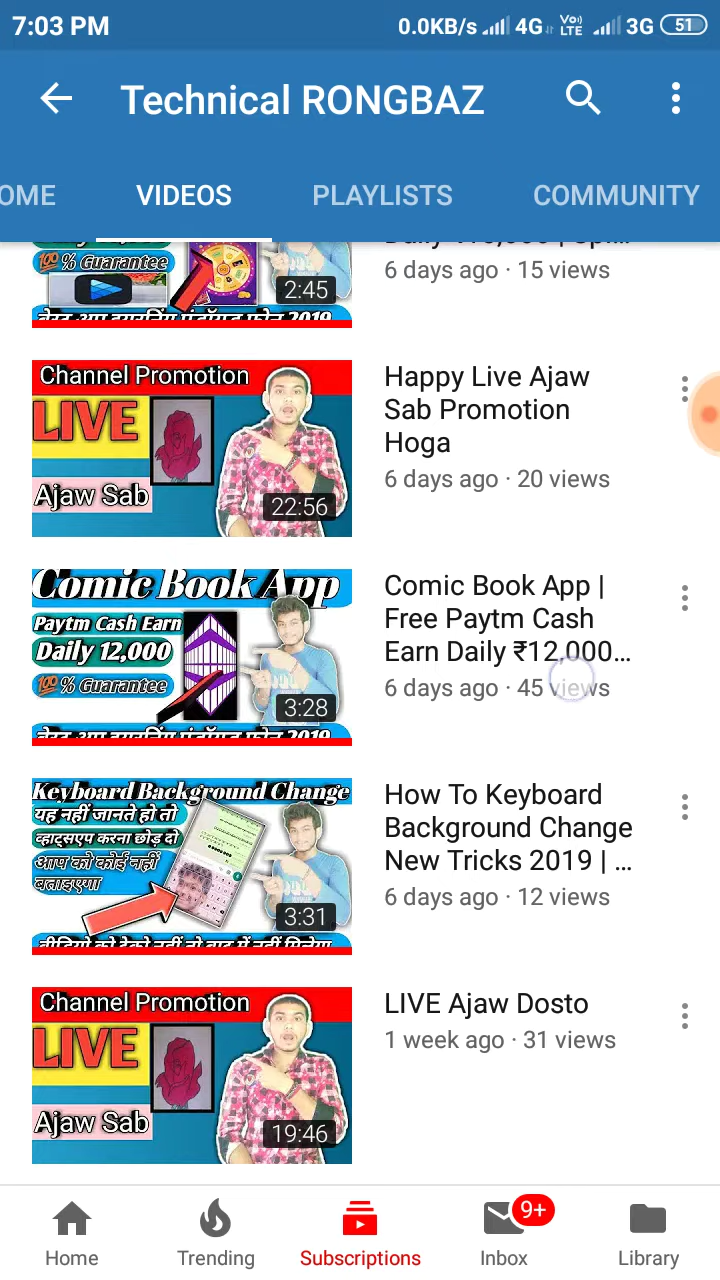 7:03 PM 0.0KB/s 4G VoLTE 3G 51
Technical RONGBAZ
OME VIDEOS PLAYLISTS COMMUNITY
💯% Guarantee
2:45
6 days ago · 15 views
Channel Promotion
LIVE
Ajaw Sab
22:56
Happy Live Ajaw
Sab Promotion
Hoga
6 days ago · 20 views
Comic Book App
Paytm Cash Earn
Daily 12,000
💯% Guarantee
3:28
Comic Book App |
Free Paytm Cash
Earn Daily ₹12,000...
6 days ago · 45 views
Keyboard Background Change
यह नहीं जानते हो तो
व्हाट्सएप करना छोड़ दो
आप को कोई नहीं
बताइएगा
3:31
How To Keyboard
Background Change
New Tricks 2019 | ...
6 days ago · 12 views
Channel Promotion
LIVE
Ajaw Sab
19:46
LIVE Ajaw Dosto
1 week ago · 31 views
9+
Home Trending Subscriptions Inbox Library